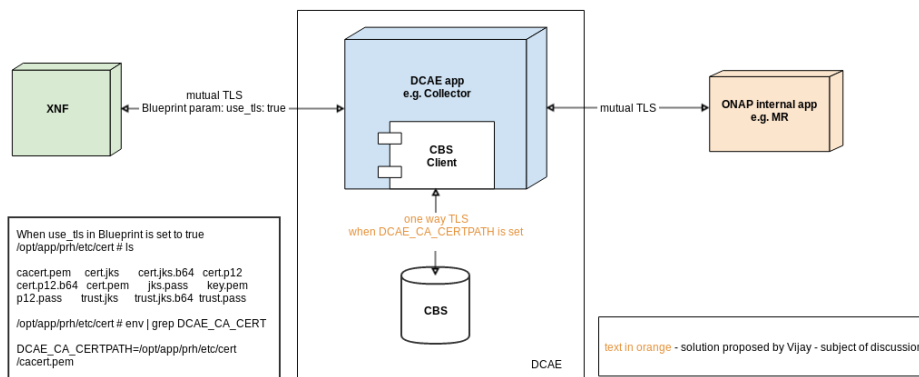 DCAE app
e.g. Collector
XNF
mutual TLS
Blueprint param: use_tls: true
mutual TLS
ONAP internal app
e.g. MR
CBS
Client
one way TLS
when DCAE_CA_CERTPATH is set
When use_tls in Blueprint is set to true
/opt/app/prh/etc/cert # ls
cacert.pem cert.jks cert.jks.b64 cert.p12
cert.p12.b64 cert.pem jks.pass key.pem
p12.pass trust.jks trust.jks.b64 trust.pass
/opt/app/prh/etc/cert # env | grep DCAE_CA_CERT
DCAE_CA_CERTPATH=/opt/app/prh/etc/cert
/cacert.pem
CBS
DCAE
text in orange - solution proposed by Vijay - subject of discussion